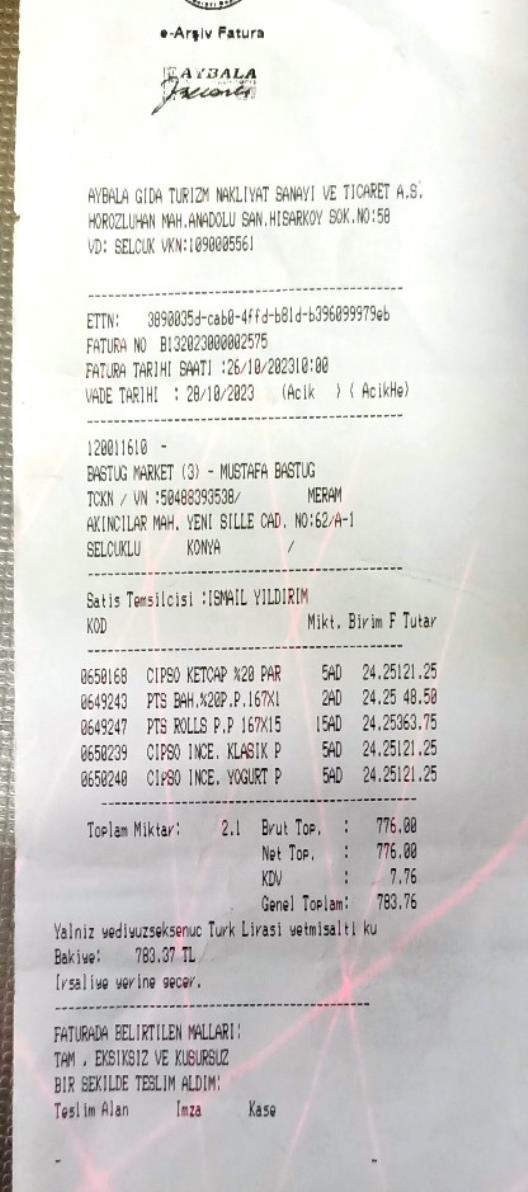 e-Arşiv Fatura
AYBALA
AYBALA GIDA TURIZM NAKLIYAT SANAYI VE TICARET A.S.
HOROZLUHAN MAH.ANADOLU SAN.HISARKOY SOK.NO:58
VD: SELCUK VKN:1090005561
ETTN: 3890035d-cab0-4ffd-b81d-b396099979eb
FATURA NO B132023000002575
FATURA TARIHI SAATI :26/10/202310:00
VADE TARIHI : 28/10/2023 (Acik ) ( AcikHe)
120011610 -
BASTUG MARKET (3) - MUSTAFA BASTUG
TCKN / VN :50488393538/ MERAM
AKINCILAR MAH. YENI SILLE CAD. NO:62/A-1
SELCUKLU KONYA /
Satis Temsilcisi :ISMAIL YILDIRIM
KOD Mikt. Birim F Tutar
0650168 CIPSO KETCAP %20 PAR 5AD 24.25121.25
0649243 PTS BAH.%20P.P.167X1 2AD 24.25 48.50
0649247 PTS ROLLS P.P 167X15 15AD 24.25363.75
0650239 CIPSO INCE. KLASIK P 5AD 24.25121.25
0650240 CIPSO INCE. YOGURT P 5AD 24.25121.25
Toplam Miktar: 2.1 Brut Top. : 776.00
Net Top. : 776.00
KDV : 7.76
Genel Toplam: 783.76
Yalniz yediyuzseksenuc Turk Lirasi yetmisalti ku
Bakiye: 783.37 TL
Irsaliye yerine gecer.
FATURADA BELIRTILEN MALLARI:
TAM , EKSIKSIZ VE KUSURSUZ
BIR SEKILDE TESLIM ALDIM:
Teslim Alan Imza Kase